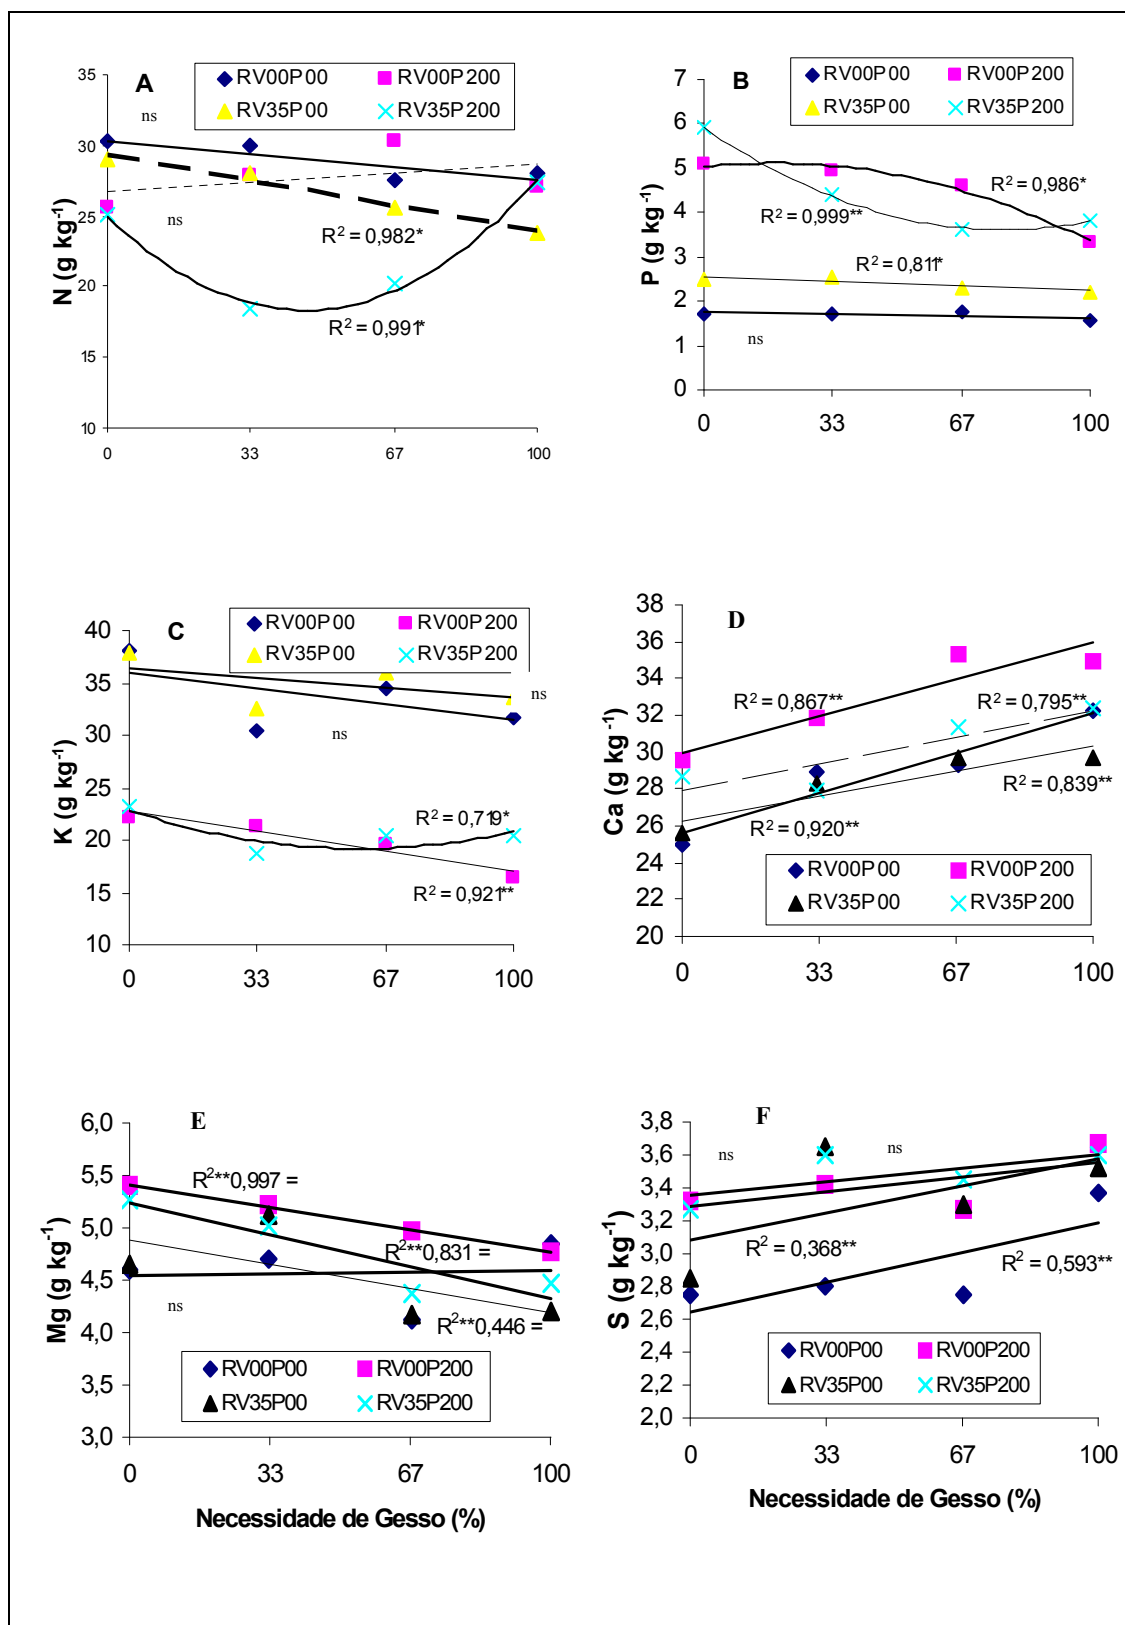 A
RV00P00 RV00P200
RV35P00 RV35P200
N (g kg-1)
35
30
25
20
15
10
0 33 67 100
ns
ns
R2 = 0,982*
R2 = 0,991*
B
RV00P00 RV00P200
RV35P00 RV35P200
P (g kg-1)
7
6
5
4
3
2
1
0
0 33 67 100
R2 = 0,986*
R2 = 0,999**
R2 = 0,811*
ns
C
RV00P00 RV00P200
RV35P00 RV35P200
K (g kg-1)
40
35
30
25
20
15
10
0 33 67 100
ns
ns
R2 = 0,719*
R2 = 0,921**
D
Ca (g kg-1)
38
36
34
32
30
28
26
24
22
20
0 33 67 100
R2 = 0,867**
R2 = 0,795**
R2 = 0,839**
R2 = 0,920**
RV00P00 RV00P200
RV35P00 RV35P200
E
Mg (g kg-1)
6,0
5,5
5,0
4,5
4,0
3,5
3,0
0 33 67 100
R2**0,997 =
R2**0,831 =
ns
R2**0,446 =
RV00P00 RV00P200
RV35P00 RV35P200
Necessidade de Gesso (%)
F
S (g kg-1)
3,8
3,6
3,4
3,2
3,0
2,8
2,6
2,4
2,2
2,0
0 33 67 100
ns
ns
R2 = 0,368**
R2 = 0,593**
RV00P00 RV00P200
RV35P00 RV35P200
Necessidade de Gesso (%)